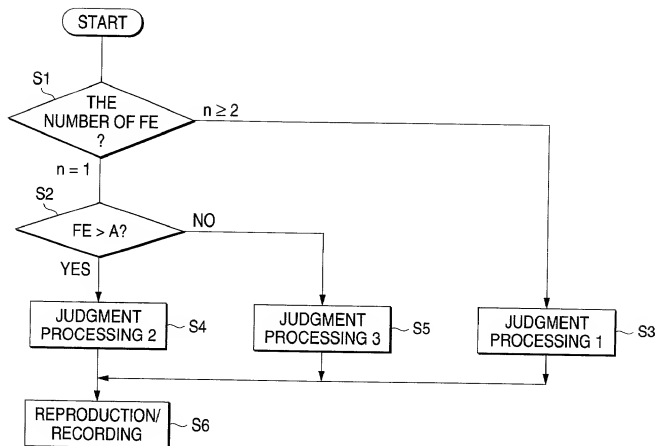 START
S1
THE
NUMBER OF FE
?
n ≥ 2
n = 1
S2
FE > A?
NO
YES
JUDGMENT
PROCESSING 2
S4
JUDGMENT
PROCESSING 3
S5
JUDGMENT
PROCESSING 1
S3
REPRODUCTION/
RECORDING
S6